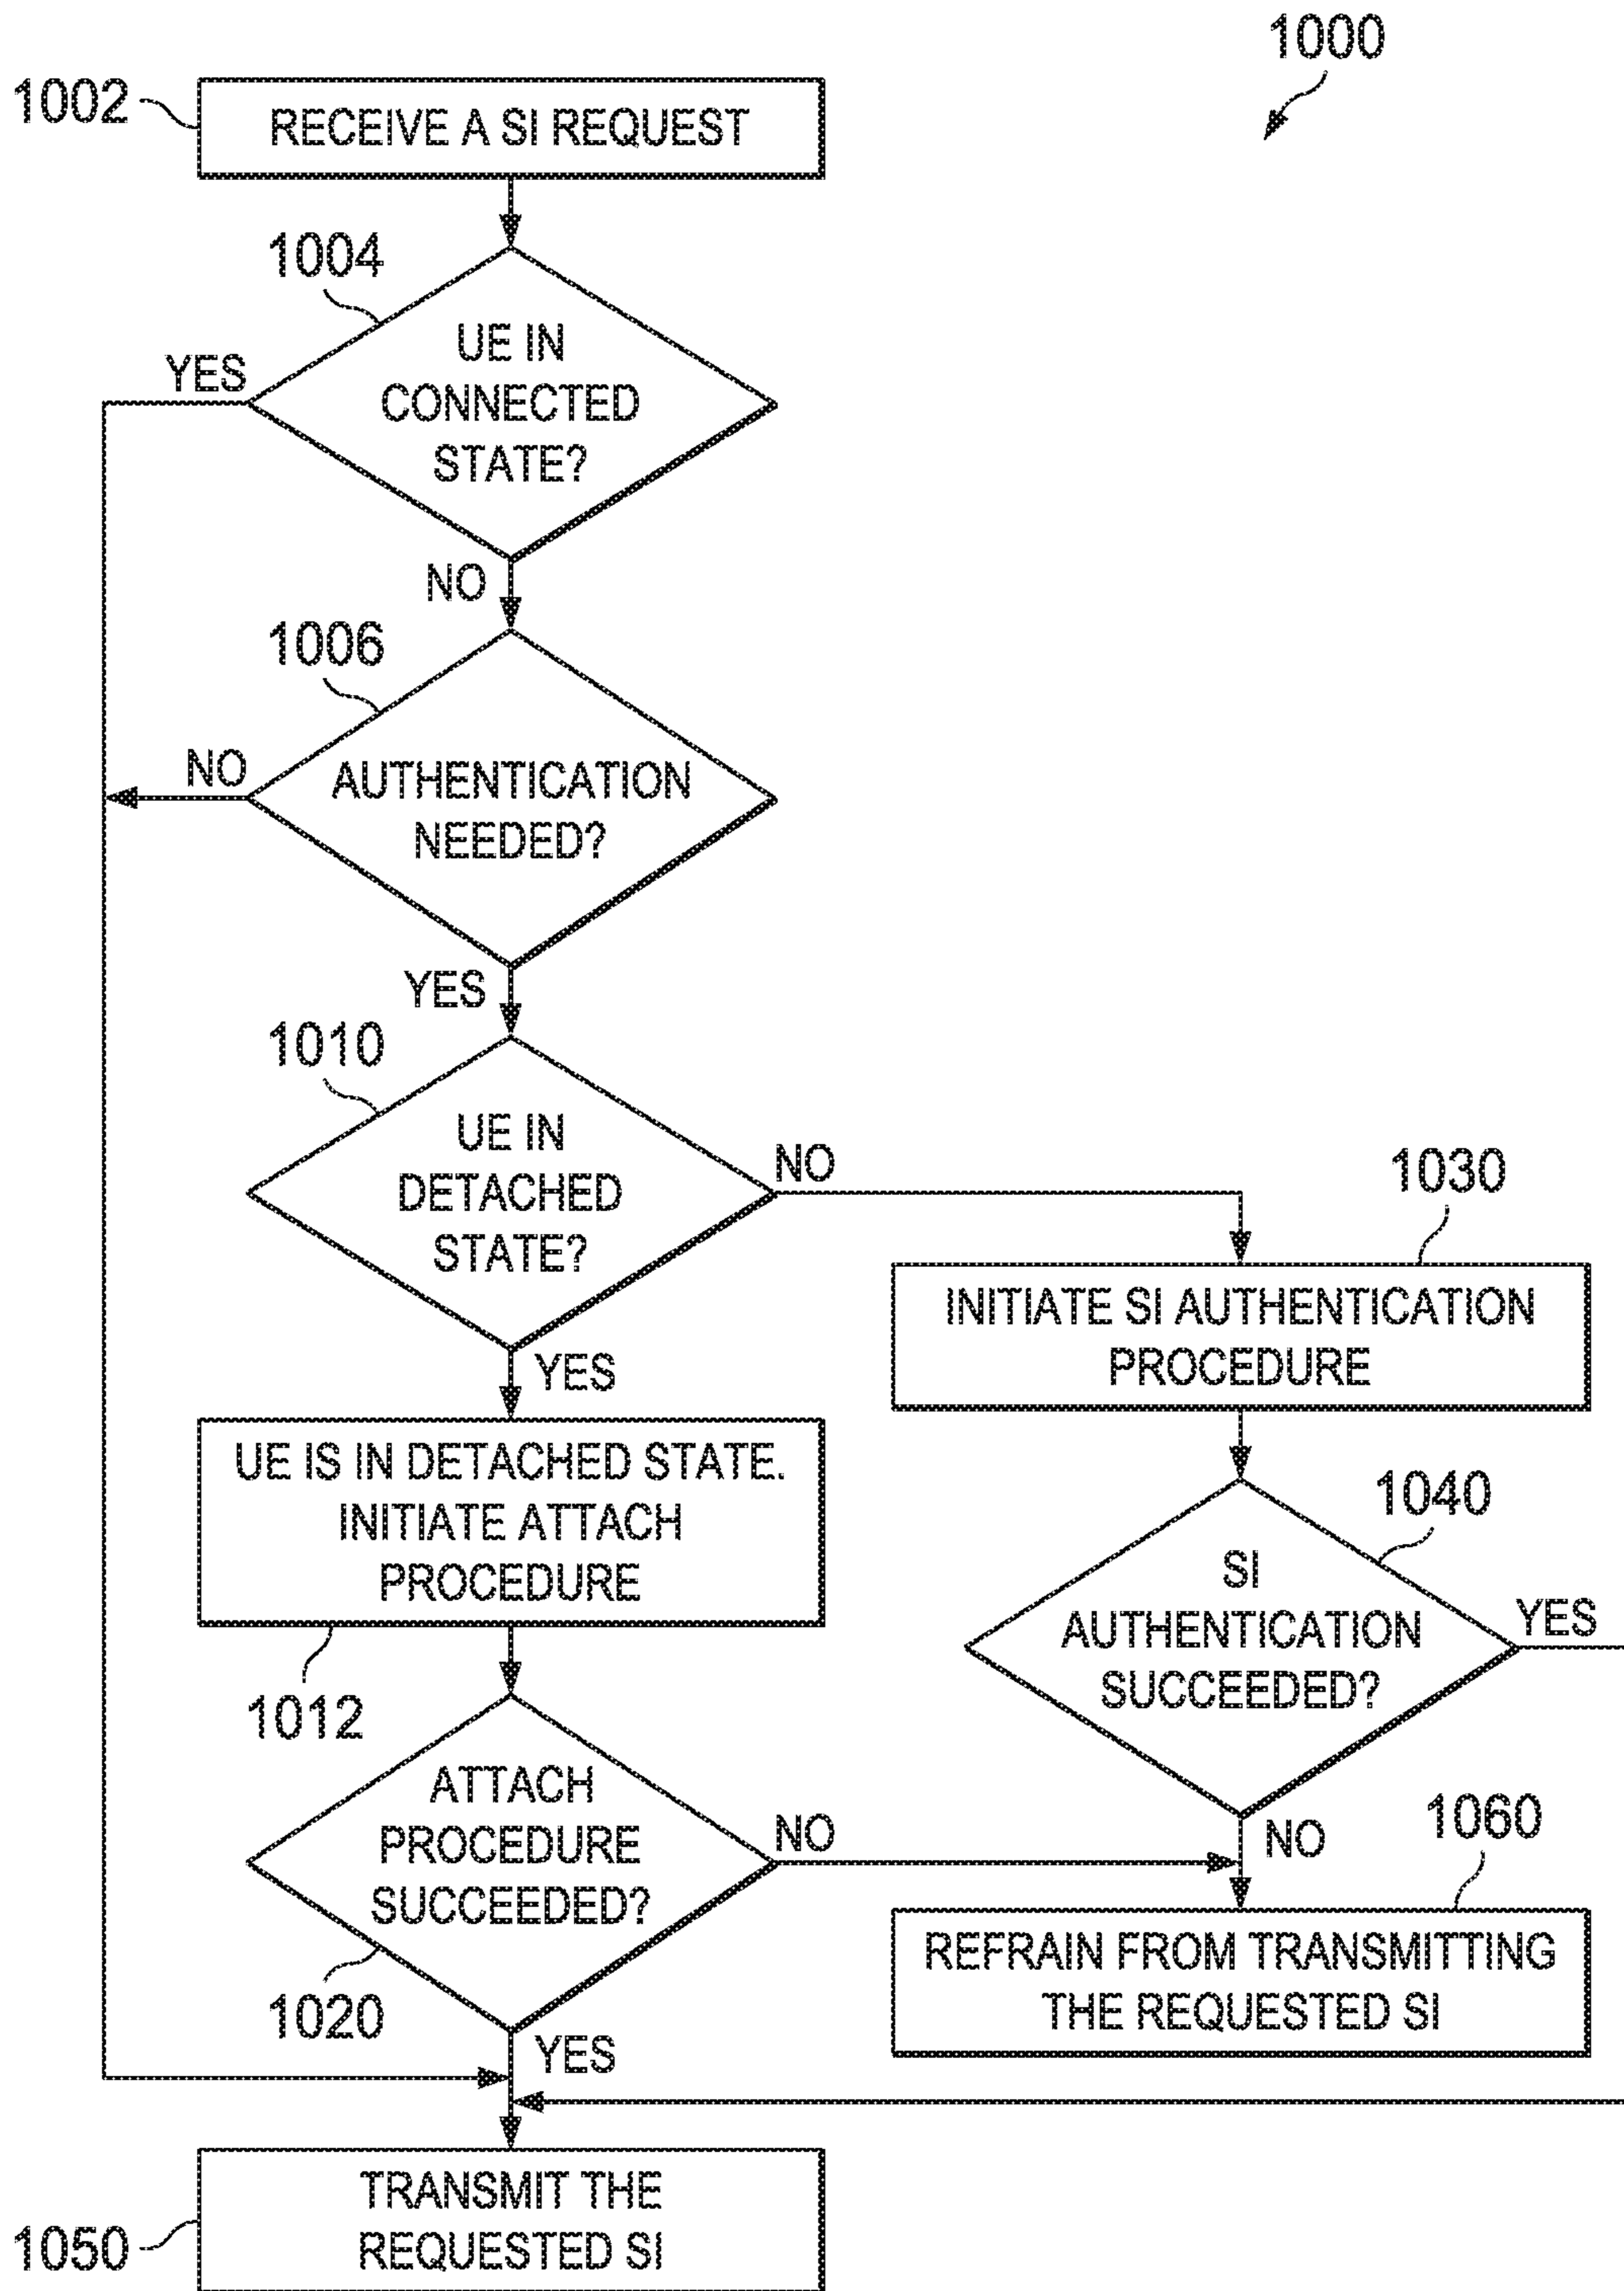 1000
1002
RECEIVE A SI REQUEST
1004
UE IN
CONNECTED
STATE?
YES
NO
1006
AUTHENTICATION
NEEDED?
NO
YES
1010
UE IN
DETACHED
STATE?
NO
YES
1030
INITIATE SI AUTHENTICATION
PROCEDURE
UE IS IN DETACHED STATE.
INITIATE ATTACH
PROCEDURE
1012
1040
SI
AUTHENTICATION
SUCCEEDED?
YES
NO
ATTACH
PROCEDURE
SUCCEEDED?
NO
1020
YES
1060
REFRAIN FROM TRANSMITTING
THE REQUESTED SI
TRANSMIT THE
REQUESTED SI
1050